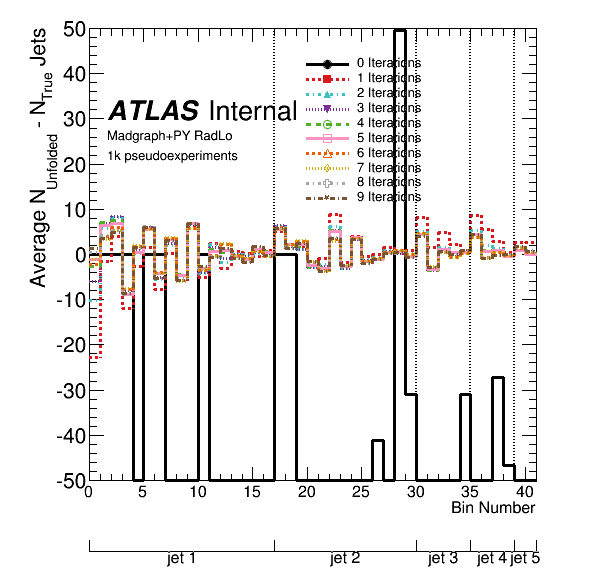 Average N_Unfolded - N_True Jets
50
40
30
20
10
0
-10
-20
-30
-40
-50
ATLAS Internal
Madgraph+PY RadLo
1k pseudoexperiments
0 Iterations
1 Iterations
2 Iterations
3 Iterations
4 Iterations
5 Iterations
6 Iterations
7 Iterations
8 Iterations
9 Iterations
0 5 10 15 20 25 30 35 40
Bin Number
jet 1 jet 2 jet 3 jet 4 jet 5